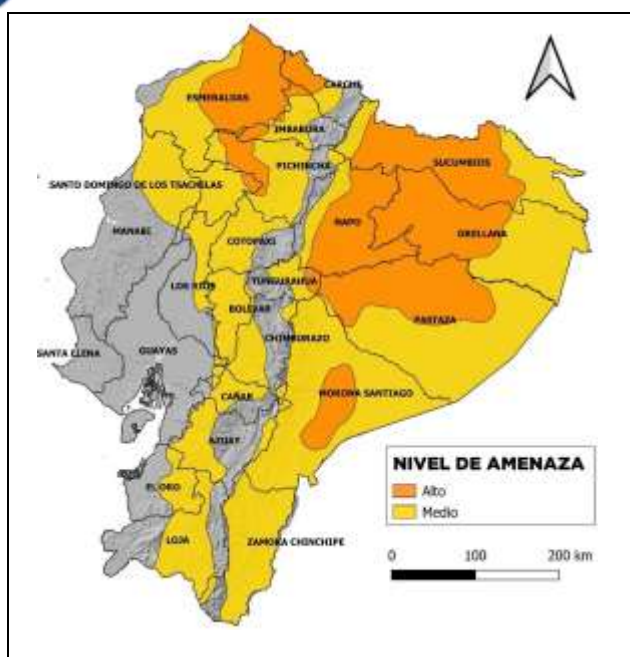 CARCHI
ESMERALDAS
IMBABURA
SUCUMBIOS
PICHINCHA
SANTO DOMINGO DE LOS TSACHILAS
NAPO
MANABI
ORELLANA
COTOPAXI
TUNGURAHUA
LOS RIOS
BOLIVAR
PASTAZA
CHIMBORAZO
SANTA ELENA
GUAYAS
MORONA SANTIAGO
CAÑAR
AZUAY
EL ORO
LOJA
ZAMORA CHINCHIPE
NIVEL DE AMENAZA
Alto
Medio
0 100 200 km